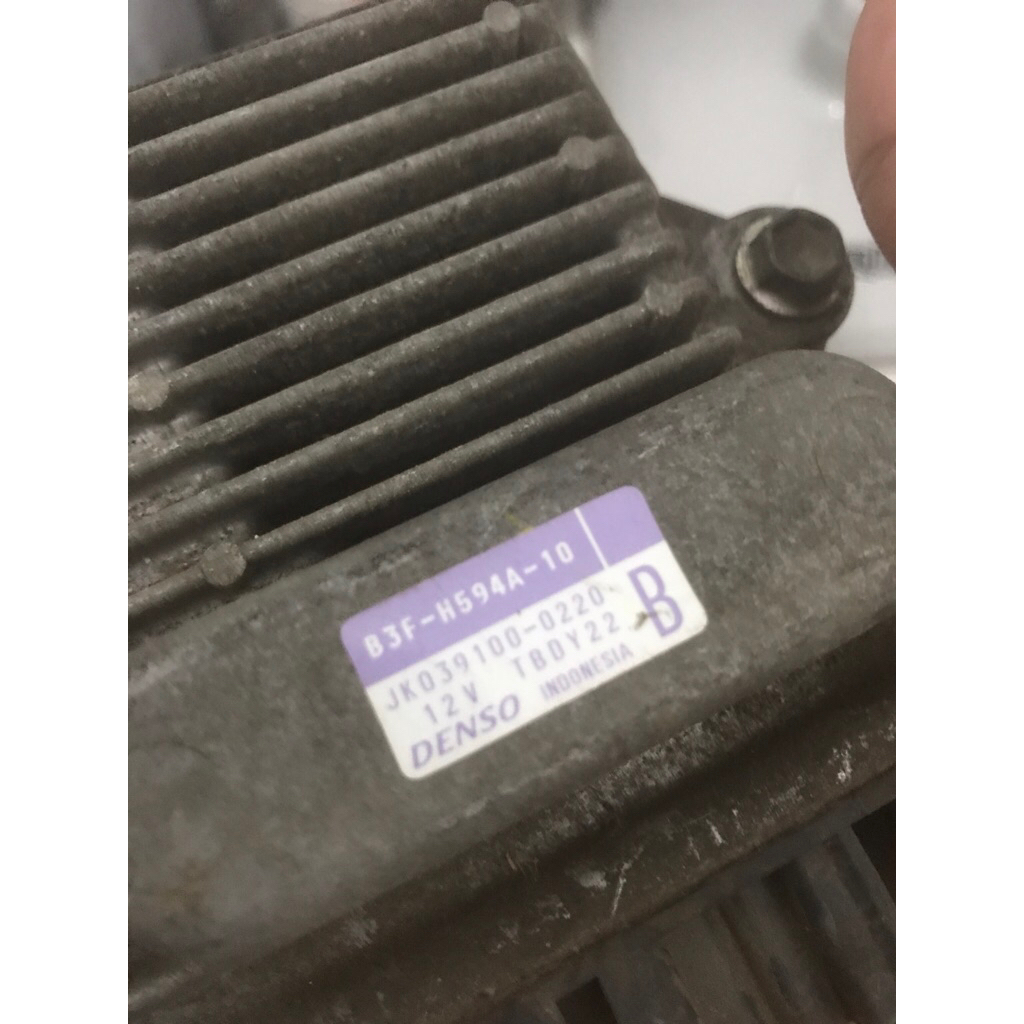 B3F-H594A-10
JK039100-0220
12V TBDY22 B
DENSO INDONESIA